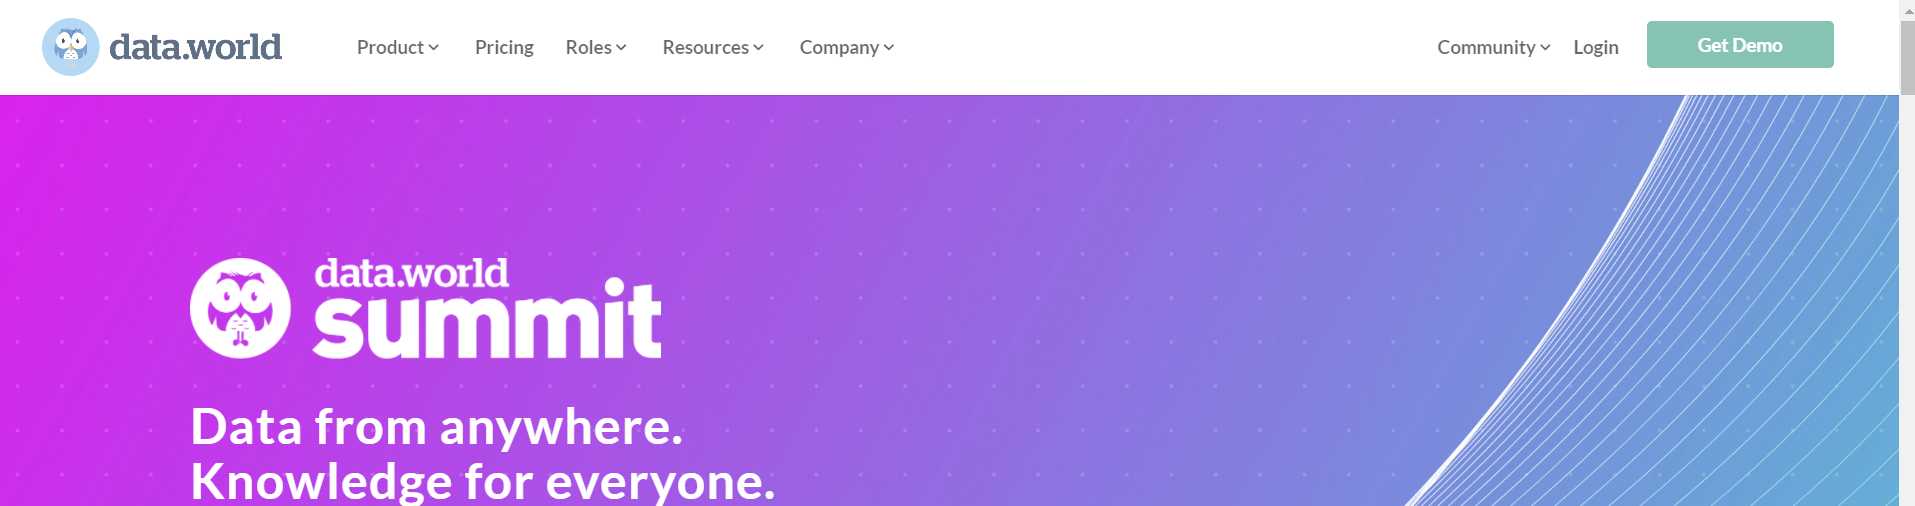 data.world Product Pricing Roles Resources Company Community Login Get Demo
data.world
summit
Data from anywhere.
Knowledge for everyone.